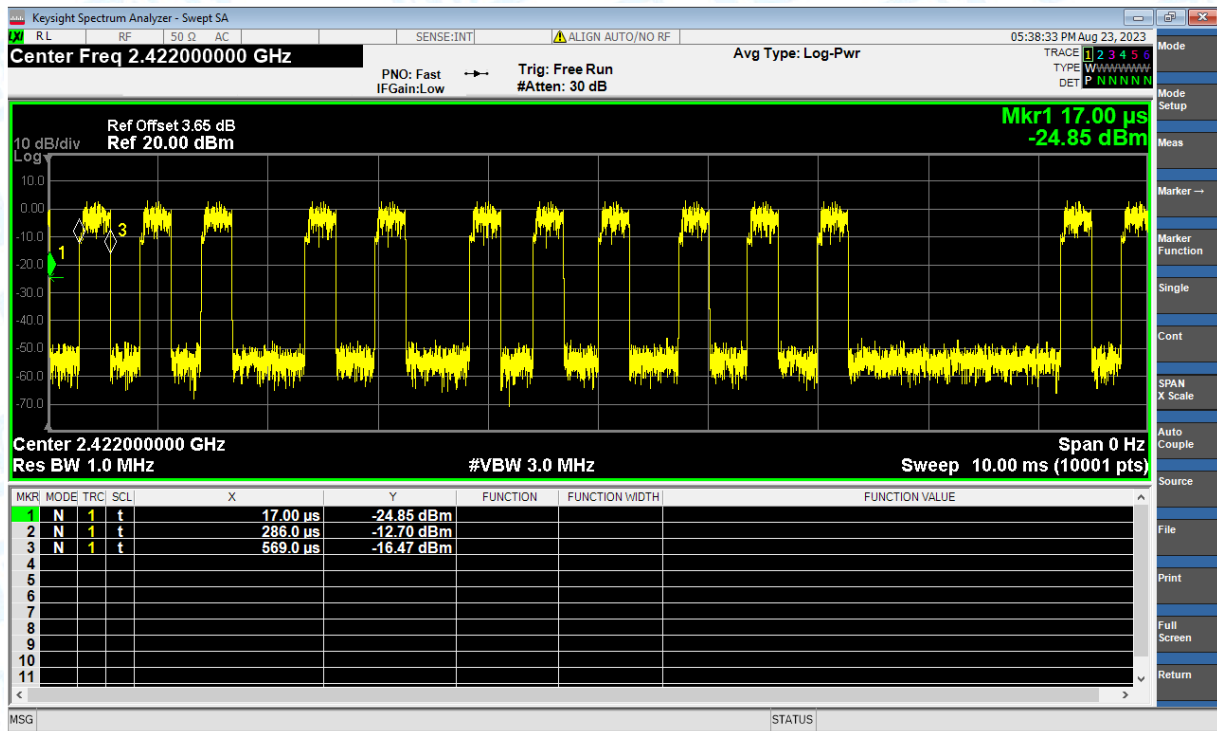 Keysight Spectrum Analyzer - Swept SA
LXI RL RF 50 Ω AC SENSE:INT ALIGN AUTO/NO RF 05:38:33 PM Aug 23, 2023
Center Freq 2.422000000 GHz
PNO: Fast
IFGain:Low
Trig: Free Run
#Atten: 30 dB
Avg Type: Log-Pwr
TRACE 1 2 3 4 5 6
TYPE WWWWWW
DET P N N N N N
Mkr1 17.00 µs
-24.85 dBm
Ref Offset 3.65 dB
10 dB/div Ref 20.00 dBm
Log
10.0
0.00
-10.0
-20.0
-30.0
-40.0
-50.0
-60.0
-70.0
1
3
Center 2.422000000 GHz Span 0 Hz
Res BW 1.0 MHz #VBW 3.0 MHz Sweep 10.00 ms (10001 pts)
MKR MODE TRC SCL X Y FUNCTION FUNCTION WIDTH FUNCTION VALUE
1 N 1 t 17.00 µs -24.85 dBm
2 N 1 t 286.0 µs -12.70 dBm
3 N 1 t 569.0 µs -16.47 dBm
4
5
6
7
8
9
10
11
MSG STATUS
Mode
Mode
Setup
Meas
Marker →
Marker
Function
Single
Cont
SPAN
X Scale
Auto
Couple
Source
File
Print
Full
Screen
Return